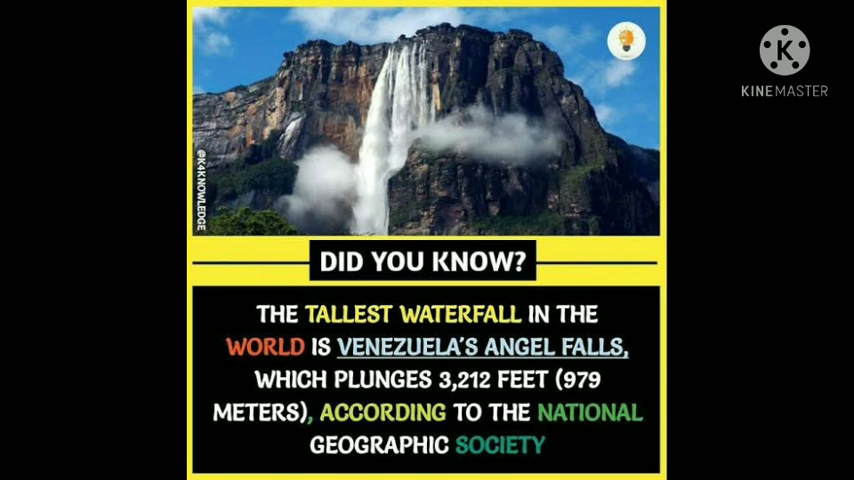 KINEMASTER
@K4KNOWLEDGE
DID YOU KNOW?
THE TALLEST WATERFALL IN THE
WORLD IS VENEZUELA'S ANGEL FALLS,
WHICH PLUNGES 3,212 FEET (979
METERS), ACCORDING TO THE NATIONAL
GEOGRAPHIC SOCIETY